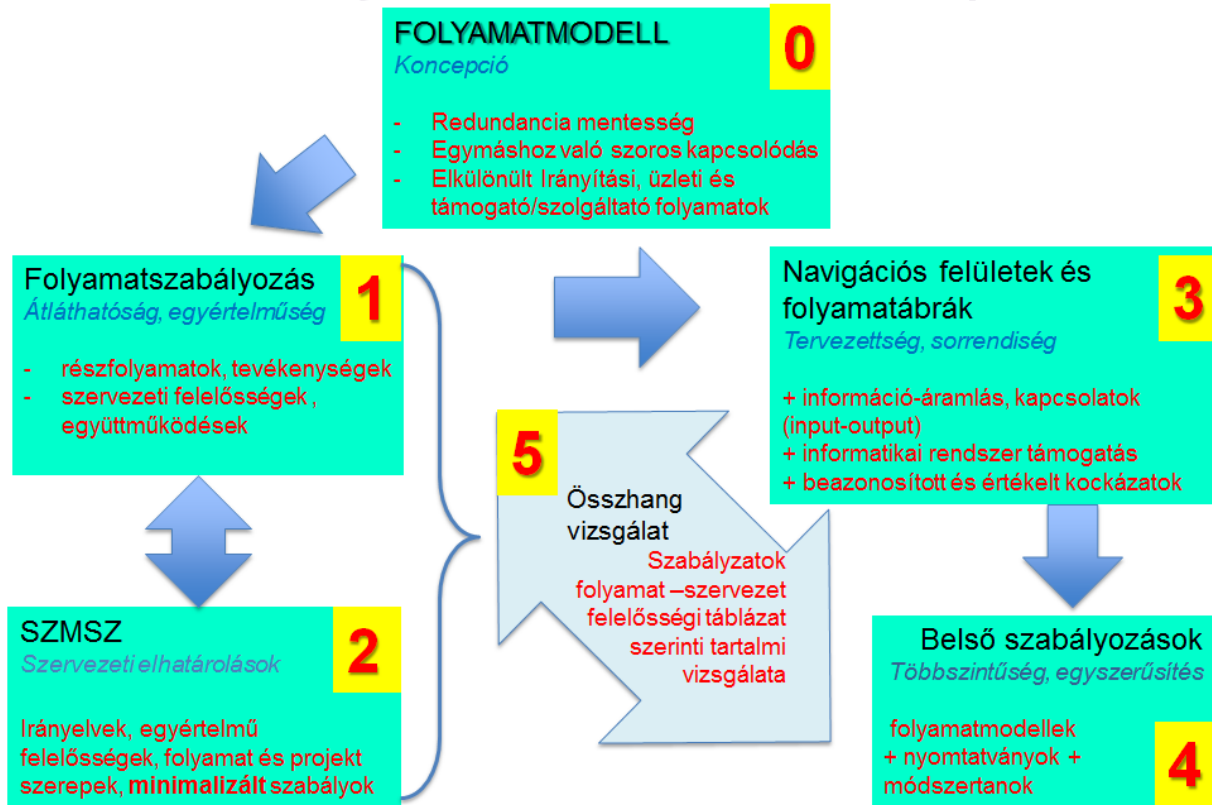 FOLYAMATMODELL
Koncepció
0
- Redundancia mentesség
- Egymáshoz való szoros kapcsolódás
- Elkülönült Irányítási, üzleti és
támogató/szolgáltató folyamatok
Folyamatszabályozás
Átláthatóság, egyértelműség
1
- részfolyamatok, tevékenységek
- szervezeti felelősségek ,
együttműködések
SZMSZ
Szervezeti elhatárolások
2
Irányelvek, egyértelmű
felelősségek, folyamat és projekt
szerepek, minimalizált szabályok
Navigációs felületek és
folyamatábrák
Tervezettség, sorrendiség
3
+ információ-áramlás, kapcsolatok
(input-output)
+ informatikai rendszer támogatás
+ beazonosított és értékelt kockázatok
Belső szabályozások
Többszintűség, egyszerűsítés
folyamatmodellek
+ nyomtatványok +
módszertanok
4
5
Összhang
vizsgálat
Szabályzatok
folyamat –szervezet
felelősségi táblázat
szerinti tartalmi
vizsgálata